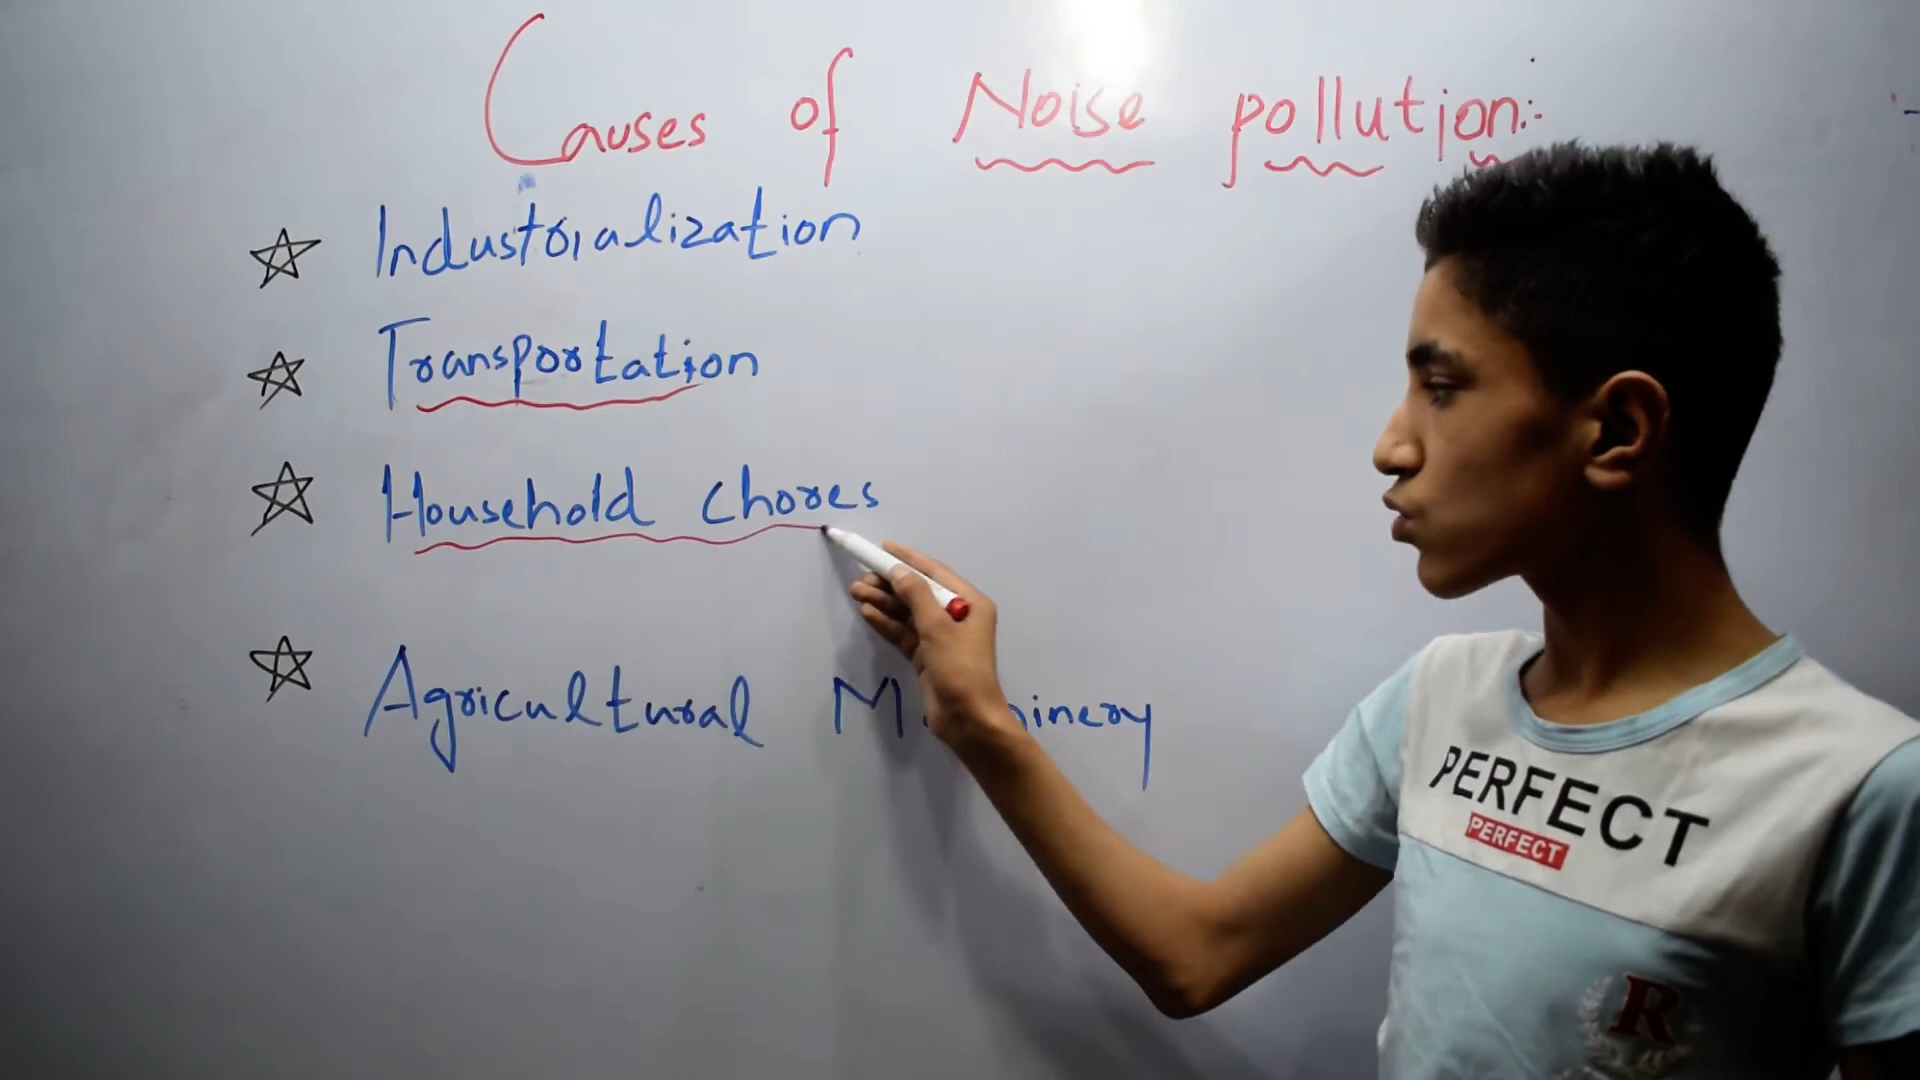 Causes of Noise pollution:-
Industrialization
Transportation
Household chores
Agricultural
PERFECT
PERFECT
R